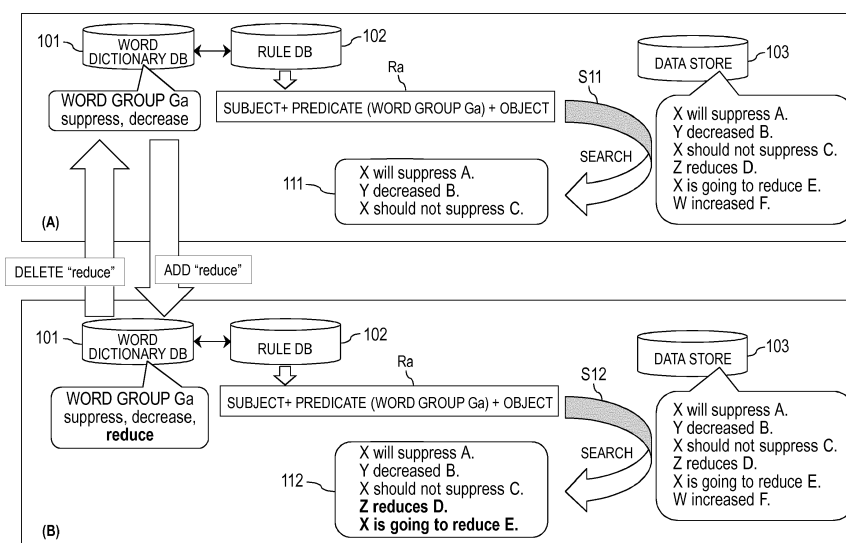 101
WORD
DICTIONARY DB
RULE DB
102
WORD GROUP Ga
suppress, decrease
Ra
SUBJECT+ PREDICATE (WORD GROUP Ga) + OBJECT
S11
SEARCH
DATA STORE
103
X will suppress A.
Y decreased B.
X should not suppress C.
Z reduces D.
X is going to reduce E.
W increased F.
111
X will suppress A.
Y decreased B.
X should not suppress C.
(A)
DELETE “reduce”
ADD “reduce”
101
WORD
DICTIONARY DB
RULE DB
102
WORD GROUP Ga
suppress, decrease,
reduce
Ra
SUBJECT+ PREDICATE (WORD GROUP Ga) + OBJECT
S12
SEARCH
DATA STORE
103
X will suppress A.
Y decreased B.
X should not suppress C.
Z reduces D.
X is going to reduce E.
W increased F.
112
X will suppress A.
Y decreased B.
X should not suppress C.
Z reduces D.
X is going to reduce E.
(B)